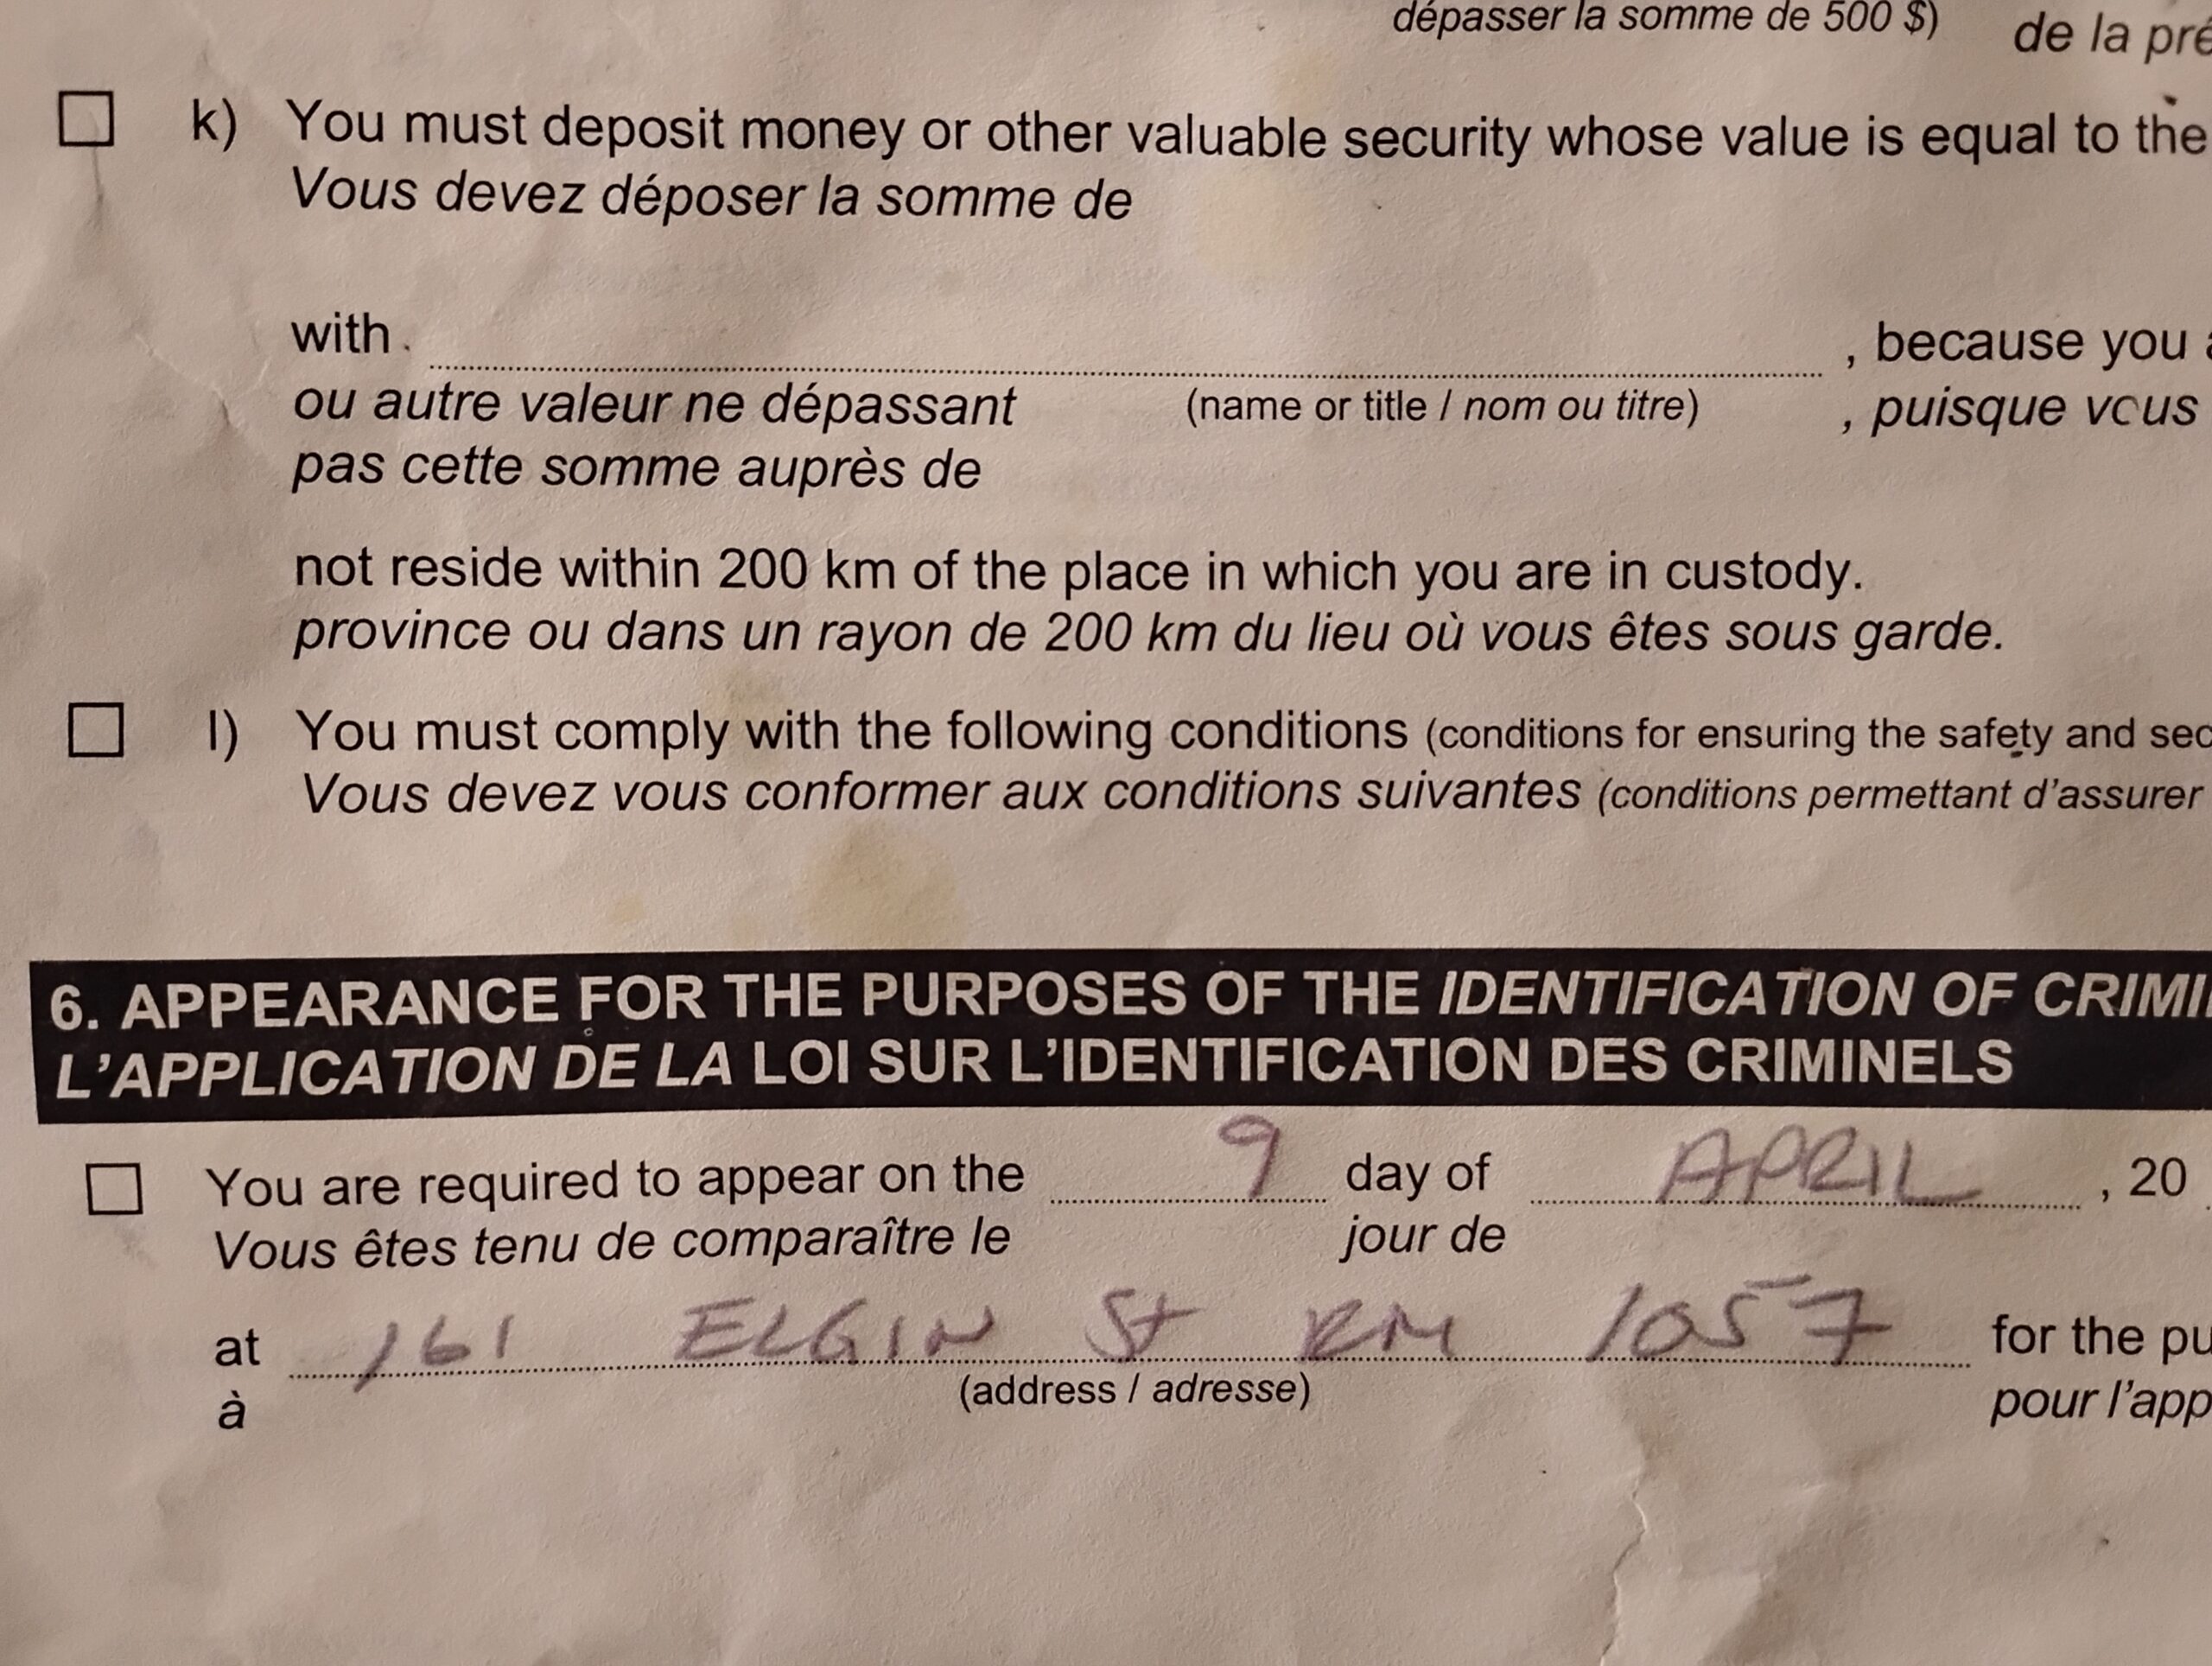 dépasser la somme de 500 $) de la pré
k) You must deposit money or other valuable security whose value is equal to the
Vous devez déposer la somme de
with , because you
ou autre valeur ne dépassant (name or title / nom ou titre) , puisque vous
pas cette somme auprès de
not reside within 200 km of the place in which you are in custody.
province ou dans un rayon de 200 km du lieu où vous êtes sous garde.
l) You must comply with the following conditions (conditions for ensuring the safety and sec
Vous devez vous conformer aux conditions suivantes (conditions permettant d'assurer
6. APPEARANCE FOR THE PURPOSES OF THE IDENTIFICATION OF CRIMI
L'APPLICATION DE LA LOI SUR L'IDENTIFICATION DES CRIMINELS
You are required to appear on the 9 day of APRIL , 20
Vous êtes tenu de comparaître le jour de
at 161 ELGIN St RM 1057 for the pu
à (address / adresse) pour l'app